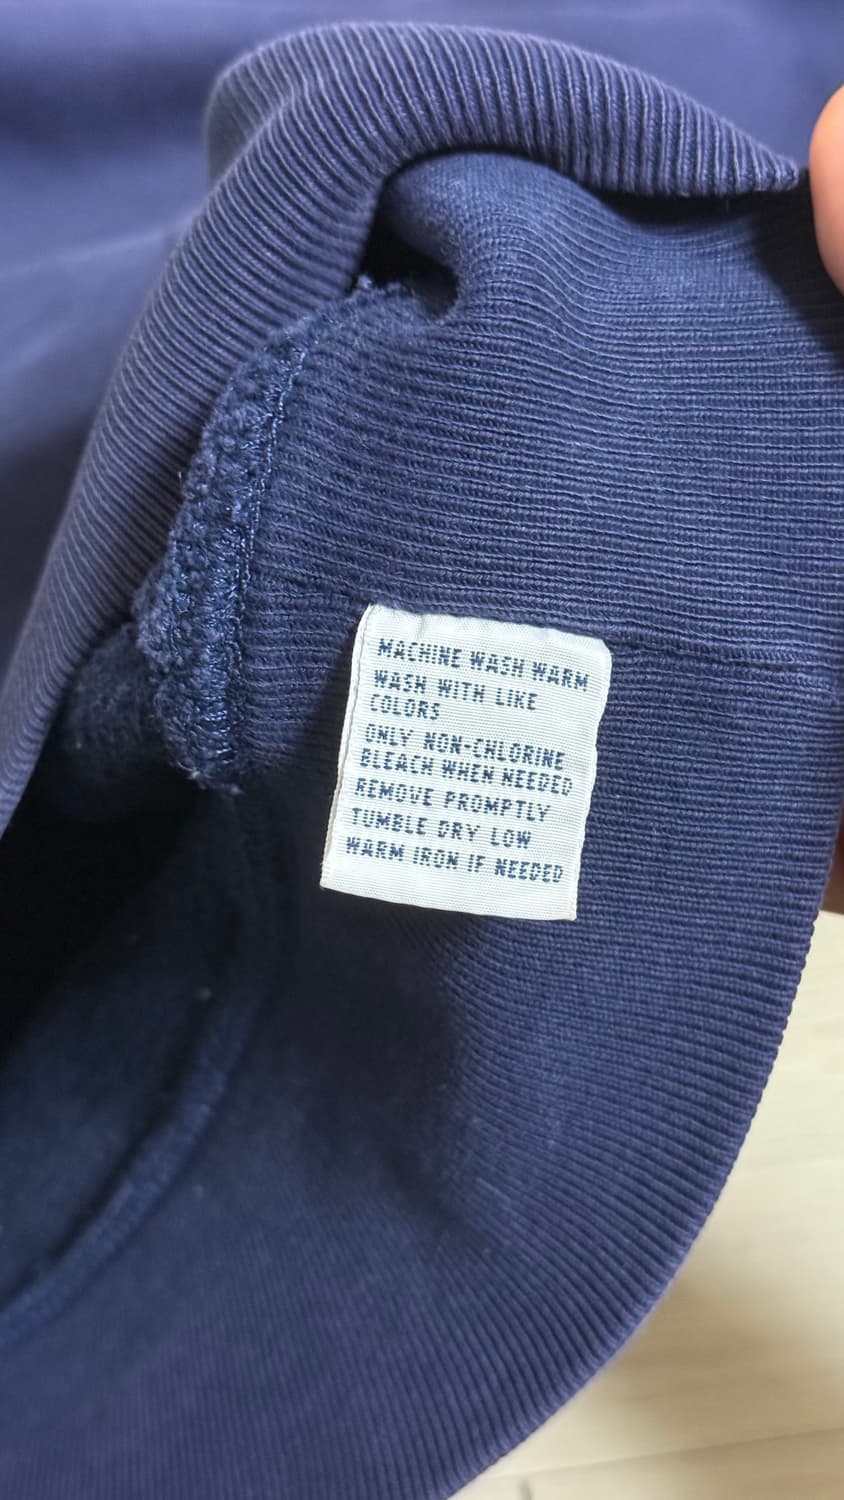 MACHINE WASH WARM
WASH WITH LIKE
COLORS
ONLY NON-CHLORINE
BLEACH WHEN NEEDED
REMOVE PROMPTLY
TUMBLE DRY LOW
WARM IRON IF NEEDED